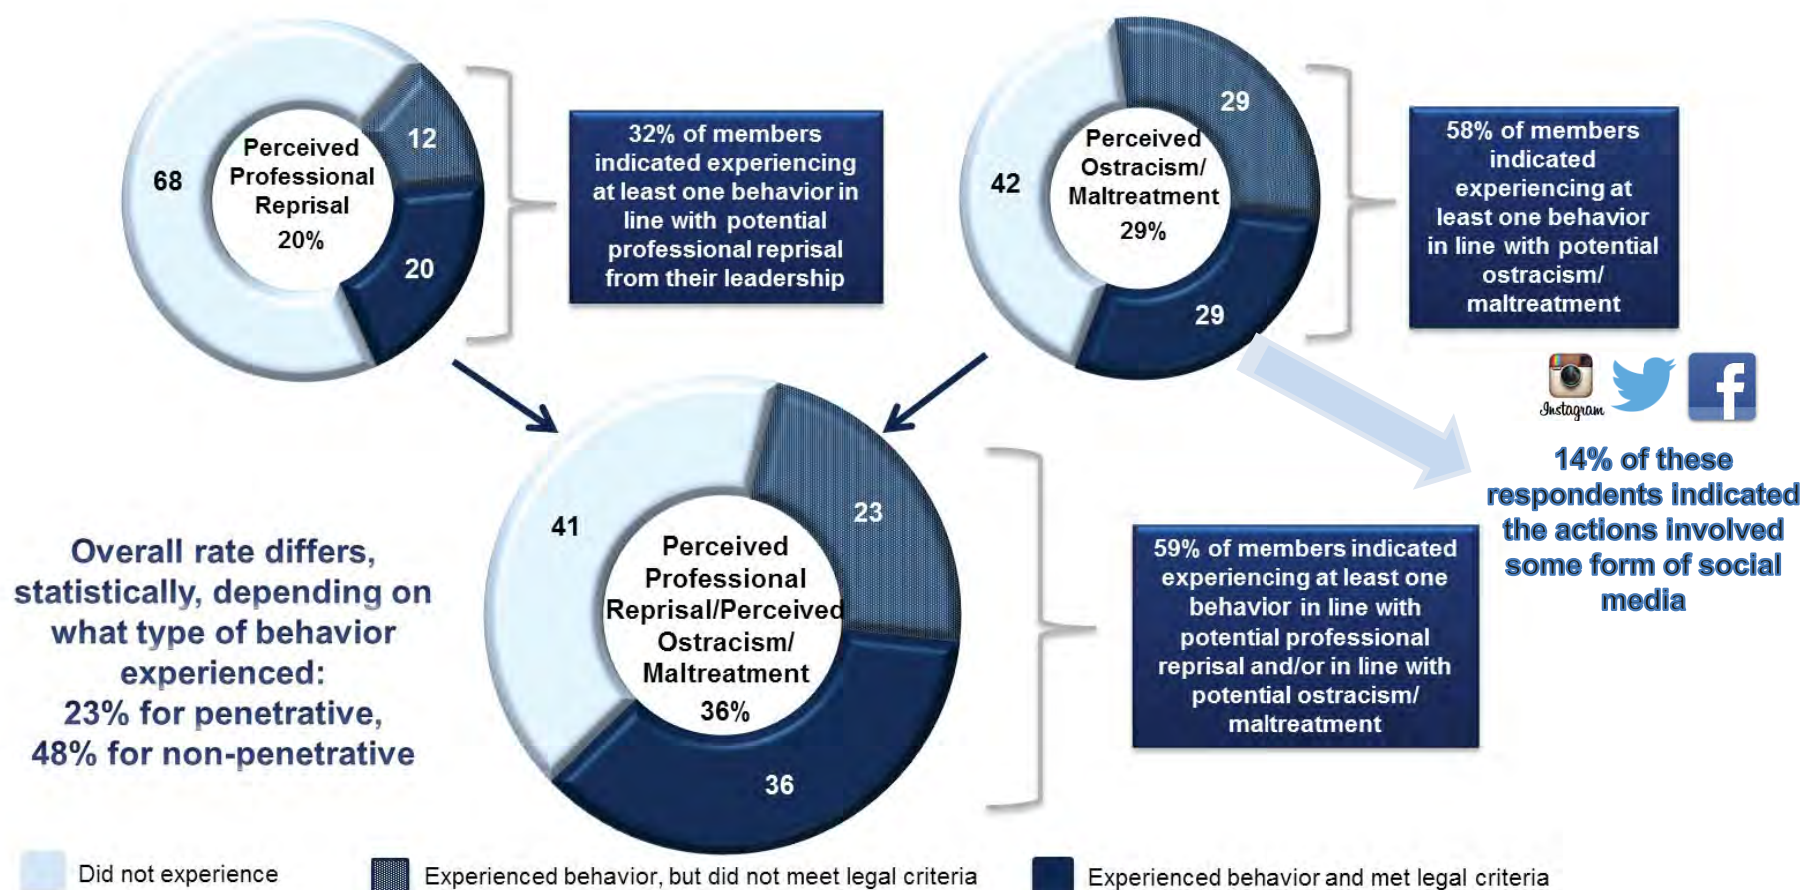 68
12
20
Perceived
Professional
Reprisal
20%
32% of members
indicated experiencing
at least one behavior in
line with potential
professional reprisal
from their leadership
42
29
29
Perceived
Ostracism/
Maltreatment
29%
58% of members
indicated
experiencing at
least one behavior
in line with potential
ostracism/
maltreatment
Instagram
f
14% of these
respondents indicated
the actions involved
some form of social
media
Overall rate differs,
statistically, depending on
what type of behavior
experienced:
23% for penetrative,
48% for non-penetrative
41
23
36
Perceived
Professional
Reprisal/Perceived
Ostracism/
Maltreatment
36%
59% of members indicated
experiencing at least one
behavior in line with
potential professional
reprisal and/or in line with
potential ostracism/
maltreatment
Did not experience
Experienced behavior, but did not meet legal criteria
Experienced behavior and met legal criteria